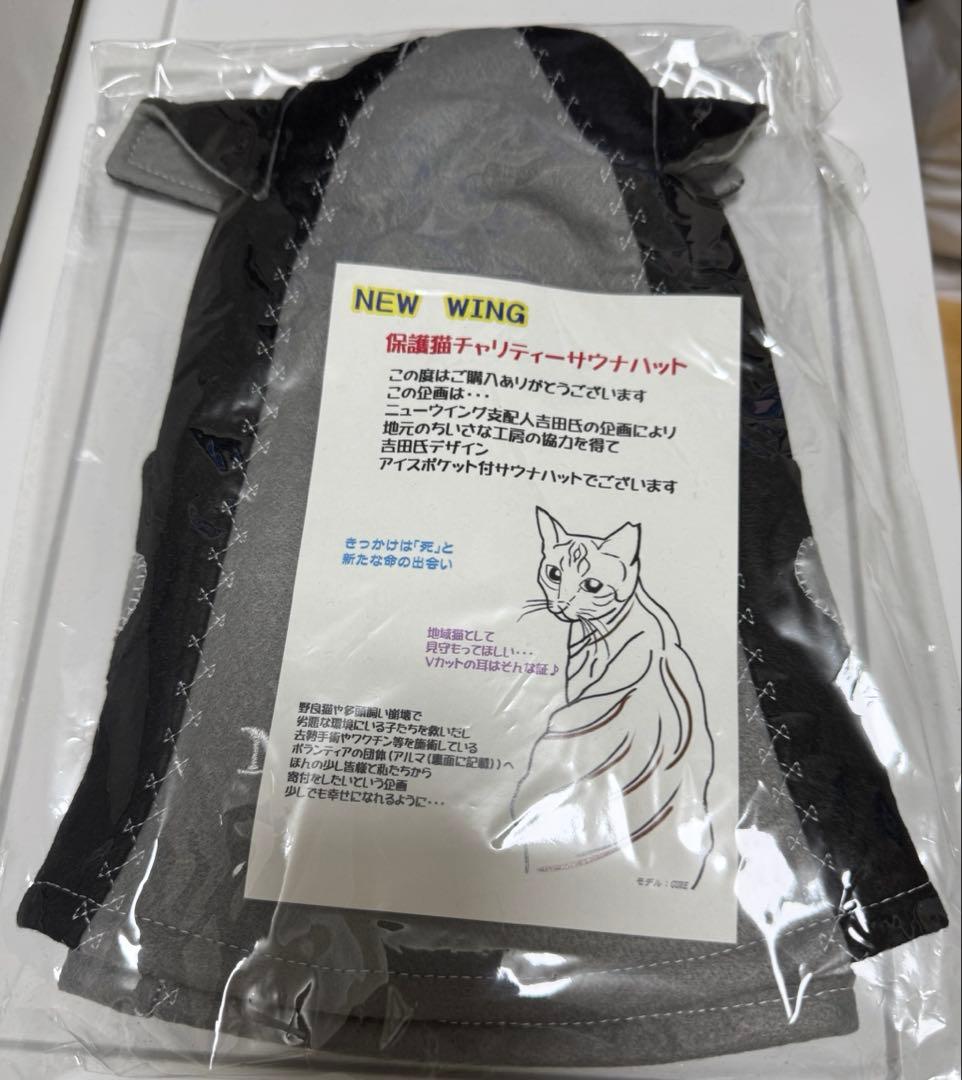 NEW WING
保護猫チャリティーサウナハット
この度はご購入ありがとうございます
この企画は・・・
ニューウイング支配人吉田氏の企画により
地元のちいさな工房の協力を得て
吉田氏デザイン
アイスポケット付サウナハットでございます
きっかけは「死」と
新たな命の出会い
地域猫として
見守もってほしい・・・
Vカットの耳はそんな証♪
野良猫や多頭飼い崩壊で
劣悪な環境にいる子たちを救いだし
去勢手術やワクチン等を施術している
ボランティアの団体(アルマ(裏面に記載))へ
ほんの少し皆様と私たちから
寄付をしたいという企画
少しでも幸せになれるように・・・
モデル：